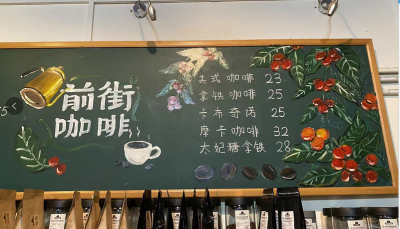 前街
咖啡
美式 咖啡 23
拿铁 咖啡 25
卡布奇诺 25
摩卡咖啡 32
太妃糖拿铁 28